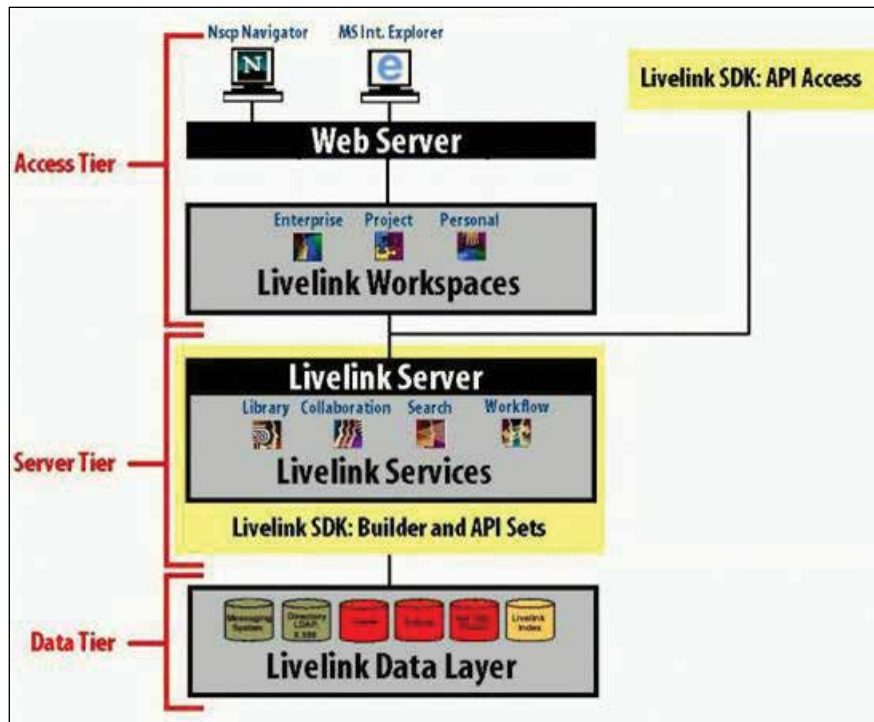 Nscp Navigator
MS Int. Explorer
N
e
Livelink SDK: API Access
Web Server
Access Tier
Enterprise
Project
Personal
Livelink Workspaces
Livelink Server
Library
Collaboration
Search
Workflow
Server Tier
Livelink Services
Livelink SDK: Builder and API Sets
Messaging
System
Directory
LDAP,
X.500
Livelink
Index
Data Tier
Livelink Data Layer